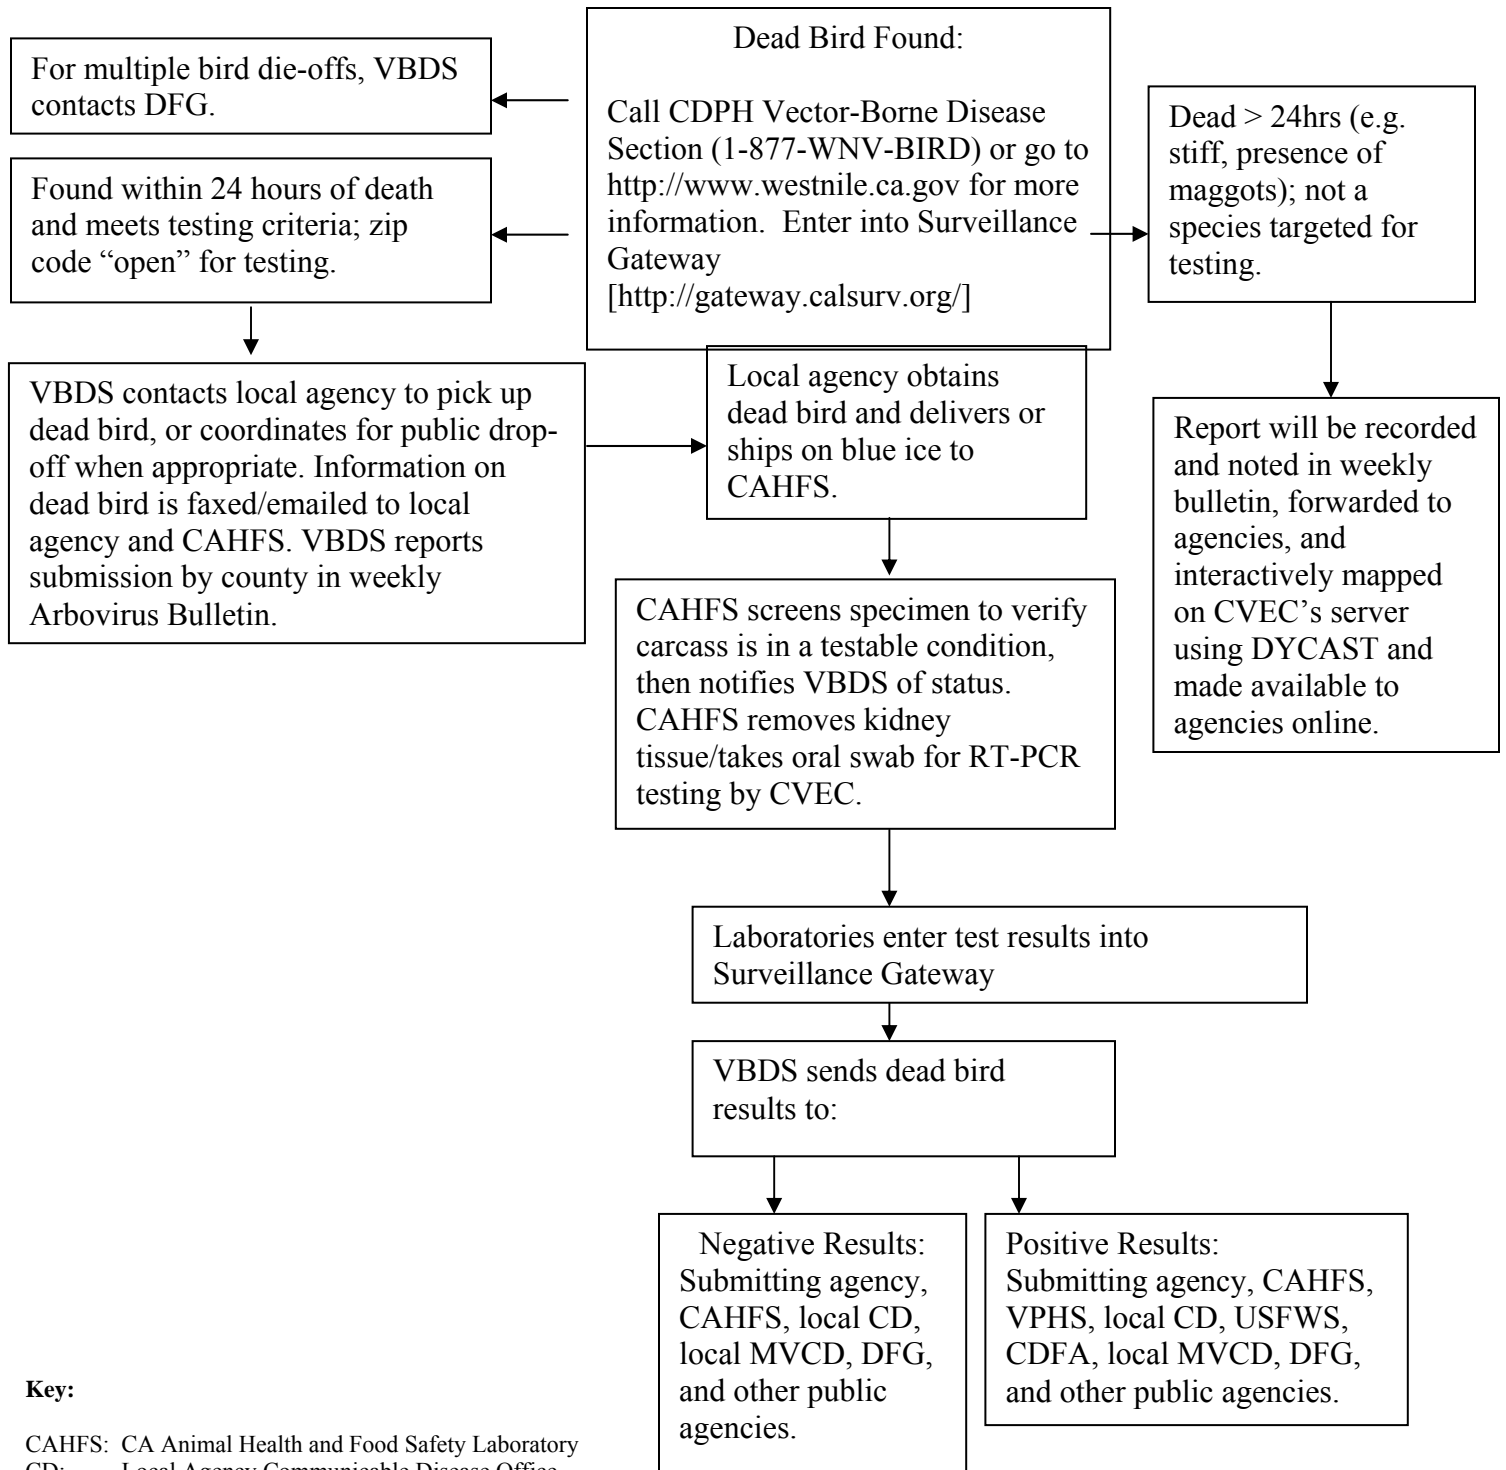 Dead Bird Found:
Call CDPH Vector-Borne Disease
Section (1-877-WNV-BIRD) or go to
http://www.westnile.ca.gov for more
information.  Enter into Surveillance
Gateway
[http://gateway.calsurv.org/]
For multiple bird die-offs, VBDS
contacts DFG.
Found within 24 hours of death
and meets testing criteria; zip
code “open” for testing.
Dead > 24hrs (e.g.
stiff, presence of
maggots); not a
species targeted for
testing.
VBDS contacts local agency to pick up
dead bird, or coordinates for public drop-
off when appropriate. Information on
dead bird is faxed/emailed to local
agency and CAHFS. VBDS reports
submission by county in weekly
Arbovirus Bulletin.
Local agency obtains
dead bird and delivers or
ships on blue ice to
CAHFS.
Report will be recorded
and noted in weekly
bulletin, forwarded to
agencies, and
interactively mapped
on CVEC’s server
using DYCAST and
made available to
agencies online.
CAHFS screens specimen to verify
carcass is in a testable condition,
then notifies VBDS of status.
CAHFS removes kidney
tissue/takes oral swab for RT-PCR
testing by CVEC.
Laboratories enter test results into
Surveillance Gateway
VBDS sends dead bird
results to:
Negative Results:
Submitting agency,
CAHFS, local CD,
local MVCD, DFG,
and other public
agencies.
Positive Results:
Submitting agency, CAHFS,
VPHS, local CD, USFWS,
CDFA, local MVCD, DFG,
and other public agencies.
Key:
CAHFS:  CA Animal Health and Food Safety Laboratory
CD:  Local Agency Communicable Disease Office